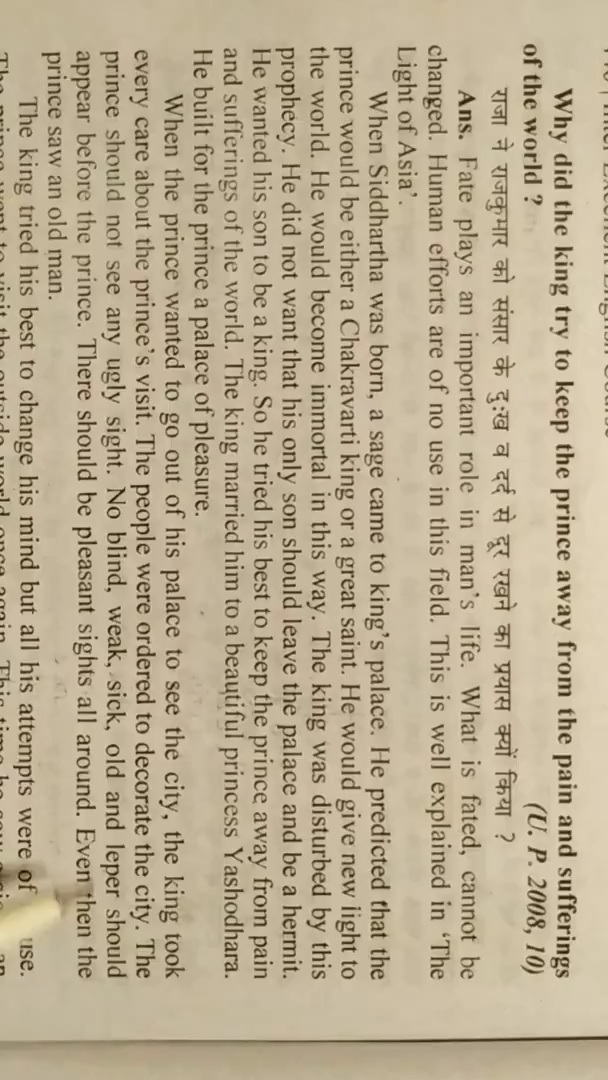 Why did the king try to keep the prince away from the pain and sufferings
of the world ? (U. P. 2008, 10)
राजा ने राजकुमार को संसार के दुःख व दर्द से दूर रखने का प्रयास क्यों किया ?
Ans. Fate plays an important role in man's life. What is fated, cannot be
changed. Human efforts are of no use in this field. This is well explained in 'The
Light of Asia'.
When Siddhartha was born, a sage came to king's palace. He predicted that the
prince would be either a Chakravarti king or a great saint. He would give new light to
the world. He would become immortal in this way. The king was disturbed by this
prophecy. He did not want that his only son should leave the palace and be a hermit.
He wanted his son to be a king. So he tried his best to keep the prince away from pain
and sufferings of the world. The king married him to a beautiful princess Yashodhara.
He built for the prince a palace of pleasure.
When the prince wanted to go out of his palace to see the city, the king took
every care about the prince's visit. The people were ordered to decorate the city. The
prince should not see any ugly sight. No blind, weak, sick, old and leper should
appear before the prince. There should be pleasant sights all around. Even then the
prince saw an old man.
The king tried his best to change his mind but all his attempts were of use.